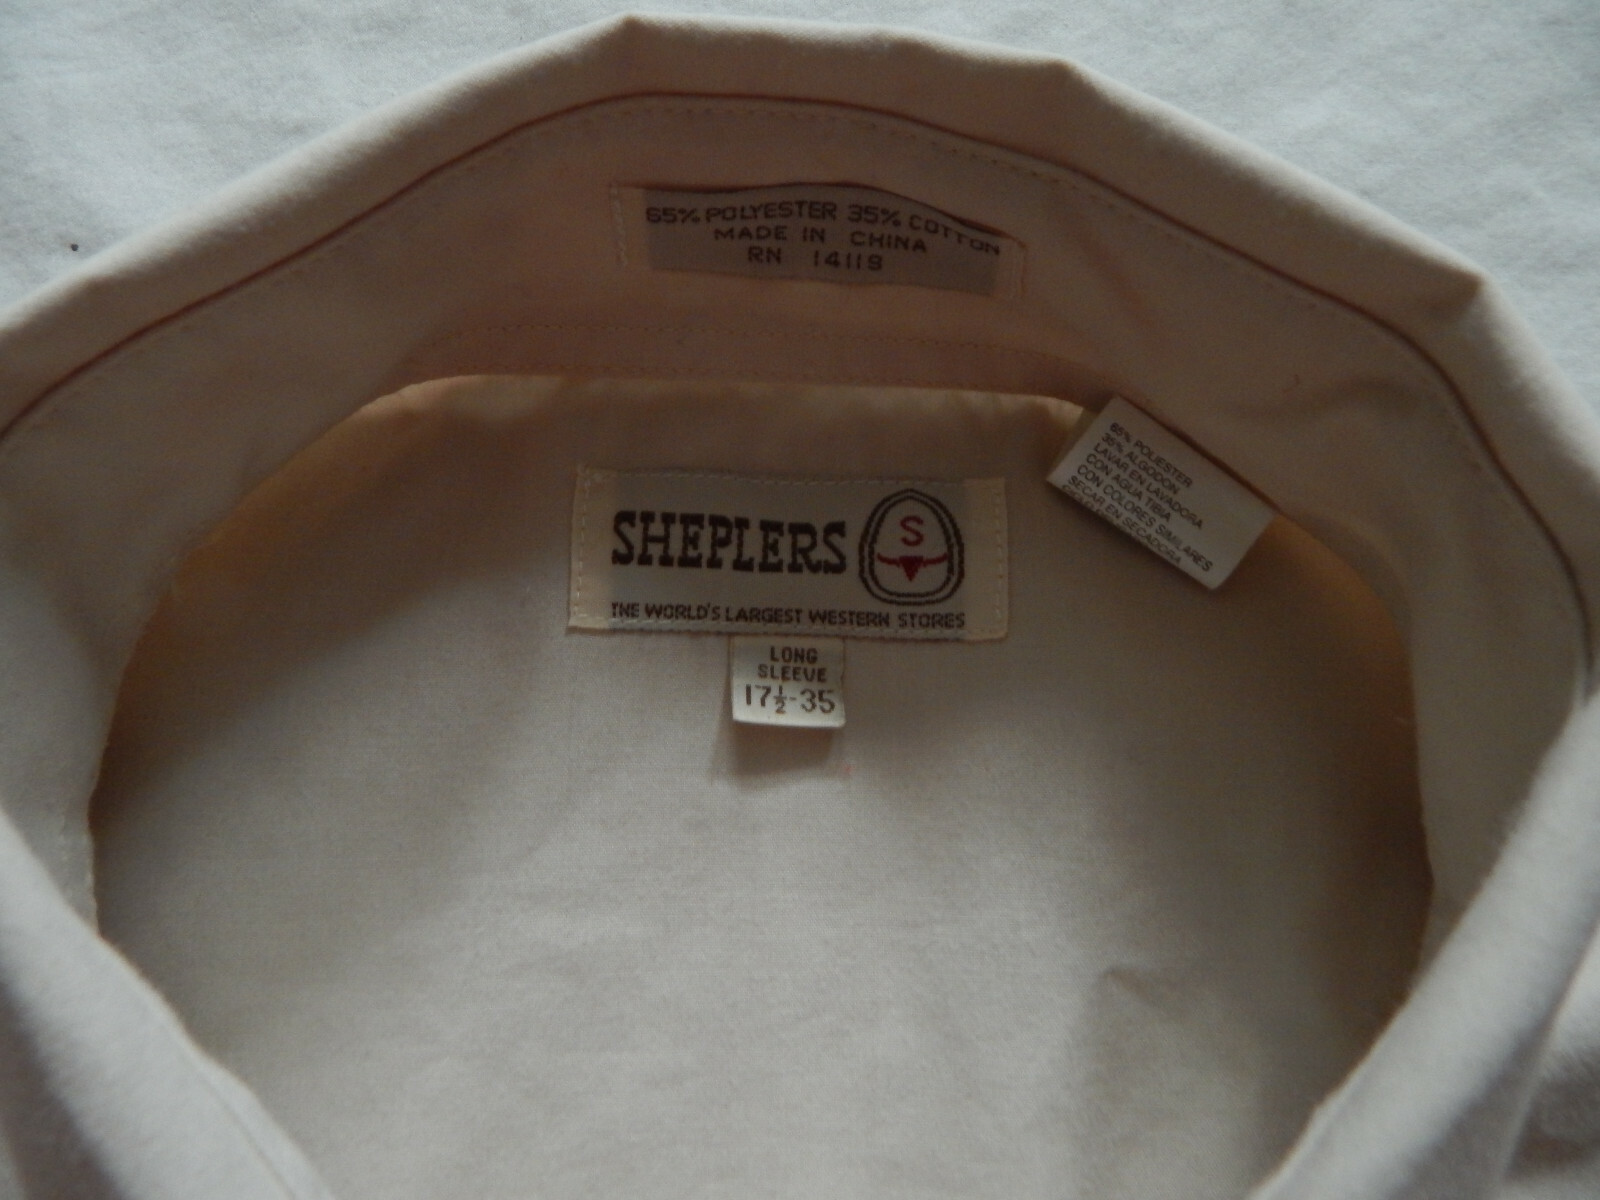 65% POLYESTER 35% COTTON
MADE IN CHINA
RN 14119
SHEPLERS
S
THE WORLD'S LARGEST WESTERN STORES
LONG
SLEEVE
17½-35
65% POLIESTER
35% ALGODON
LAVAR EN LAVADORA
CON AGUA TIBIA
CON COLORES SIMILARES
SECAR EN SECADORA